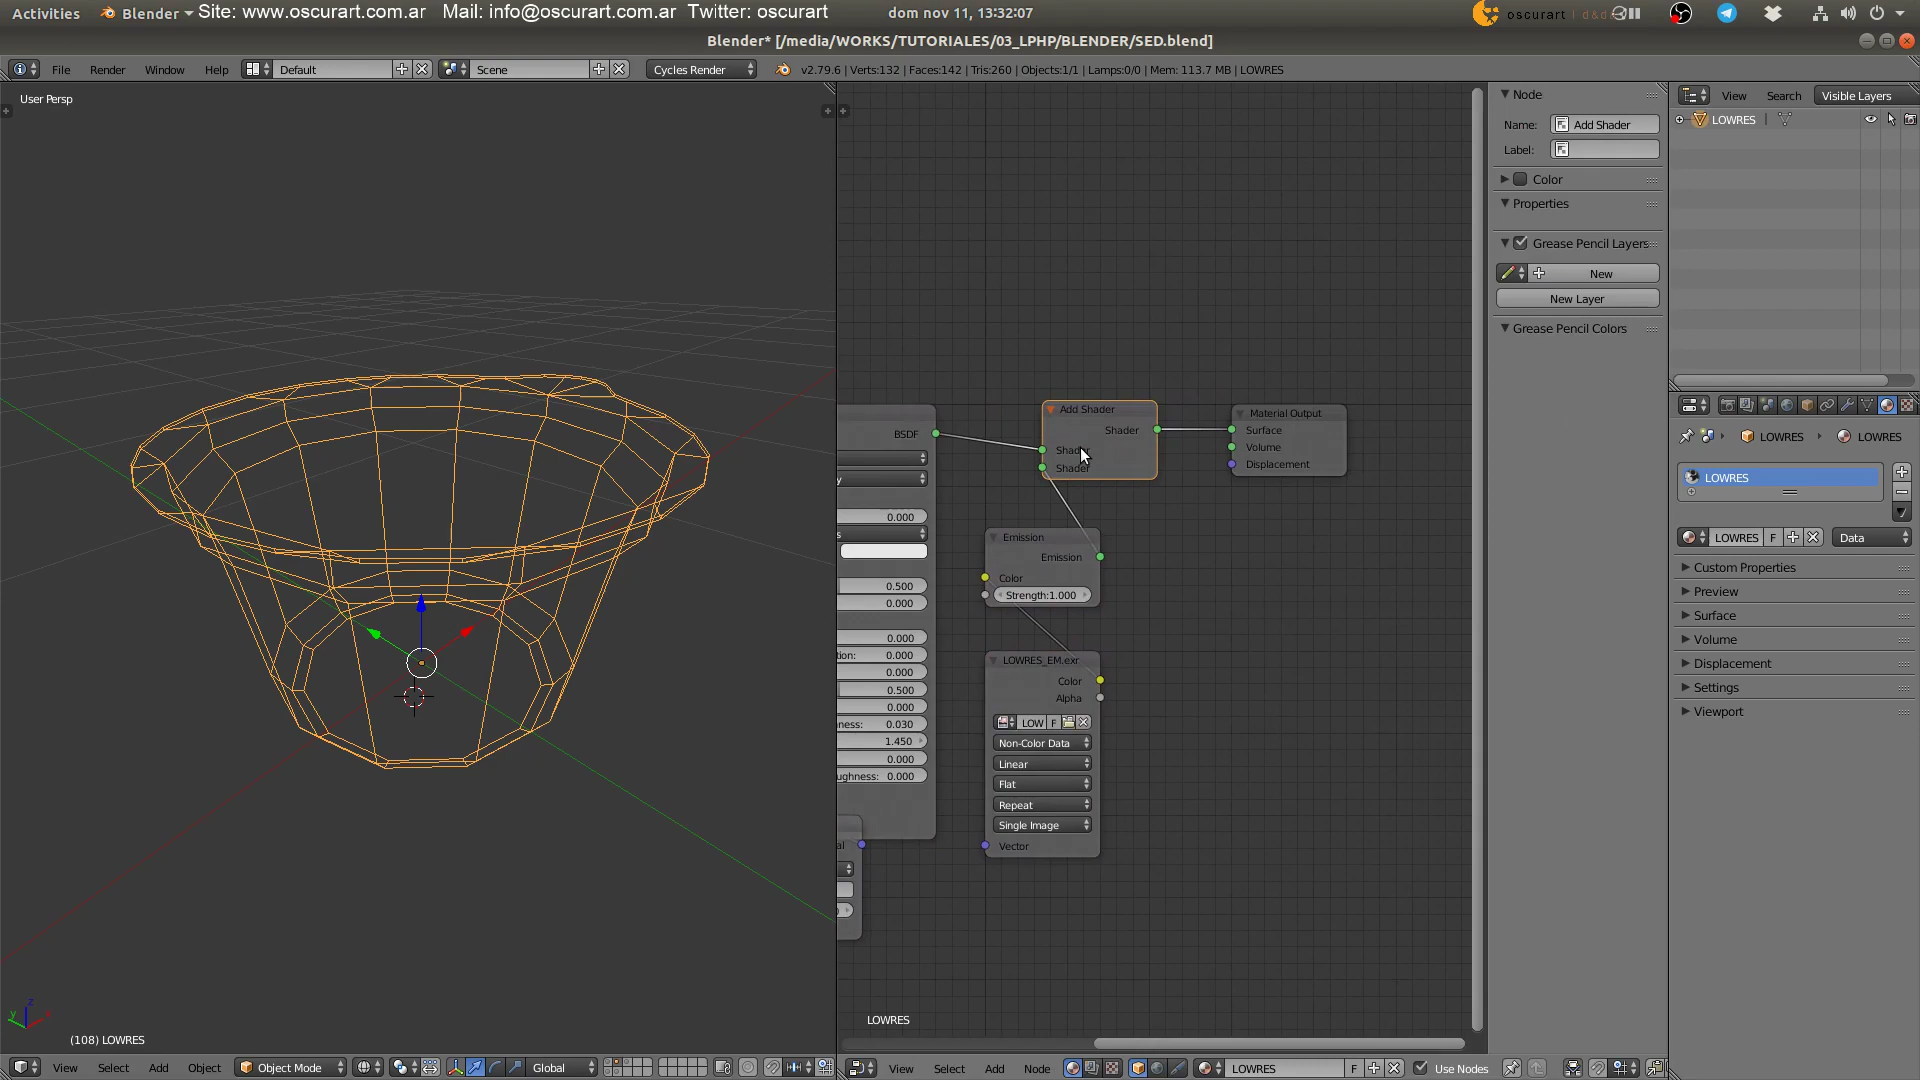 Activities Blender Site: www.oscurart.com.ar Mail: info@oscurart.com.ar Twitter: oscurart dom nov 11, 13:32:07 oscurart
Blender* [/media/WORKS/TUTORIALES/03_LPHP/BLENDER/SED.blend]
File Render Window Help Default Scene Cycles Render v2.79.6 | Verts:132 | Faces:142 | Tris:260 | Objects:1/1 | Lamps:0/0 | Mem: 113.7 MB | LOWRES
User Persp
z
y
x
(108) LOWRES
View Select Add Object Object Mode Global
BSDF
y
0.000
s
0.500
0.000
0.000
tion: 0.000
0.000
0.500
0.000
ness: 0.030
1.450
0.000
ughness: 0.000
al
Add Shader
Shader
Shader
Shader
Material Output
Surface
Volume
Displacement
Emission
Emission
Color
Strength:1.000
LOWRES_EM.exr
Color
Alpha
LOW F
Non-Color Data
Linear
Flat
Repeat
Single Image
Vector
LOWRES
View Select Add Node LOWRES F Use Nodes
Node
Name: Add Shader
Label:
Color
Properties
Grease Pencil Layers
New
New Layer
Grease Pencil Colors
View Search Visible Layers
LOWRES
LOWRES LOWRES
LOWRES
LOWRES F Data
Custom Properties
Preview
Surface
Volume
Displacement
Settings
Viewport